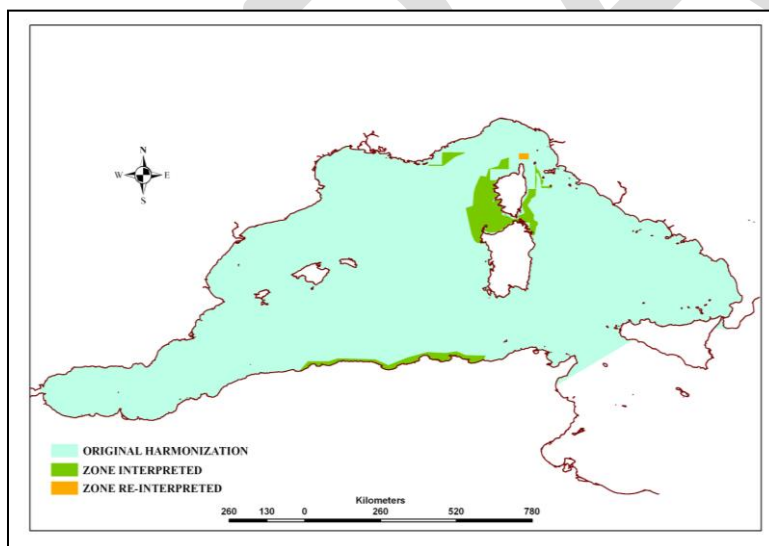 N
W E
S
ORIGINAL HARMONIZATION
ZONE INTERPRETED
ZONE RE-INTERPRETED
Kilometers
260 130 0 260 520 780